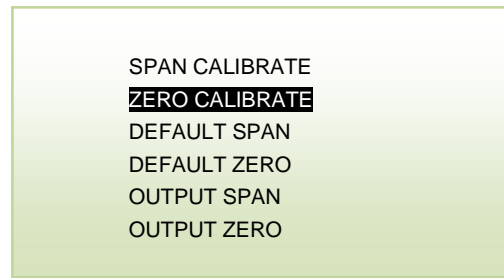 SPAN CALIBRATE
ZERO CALIBRATE
DEFAULT SPAN
DEFAULT ZERO
OUTPUT SPAN
OUTPUT ZERO